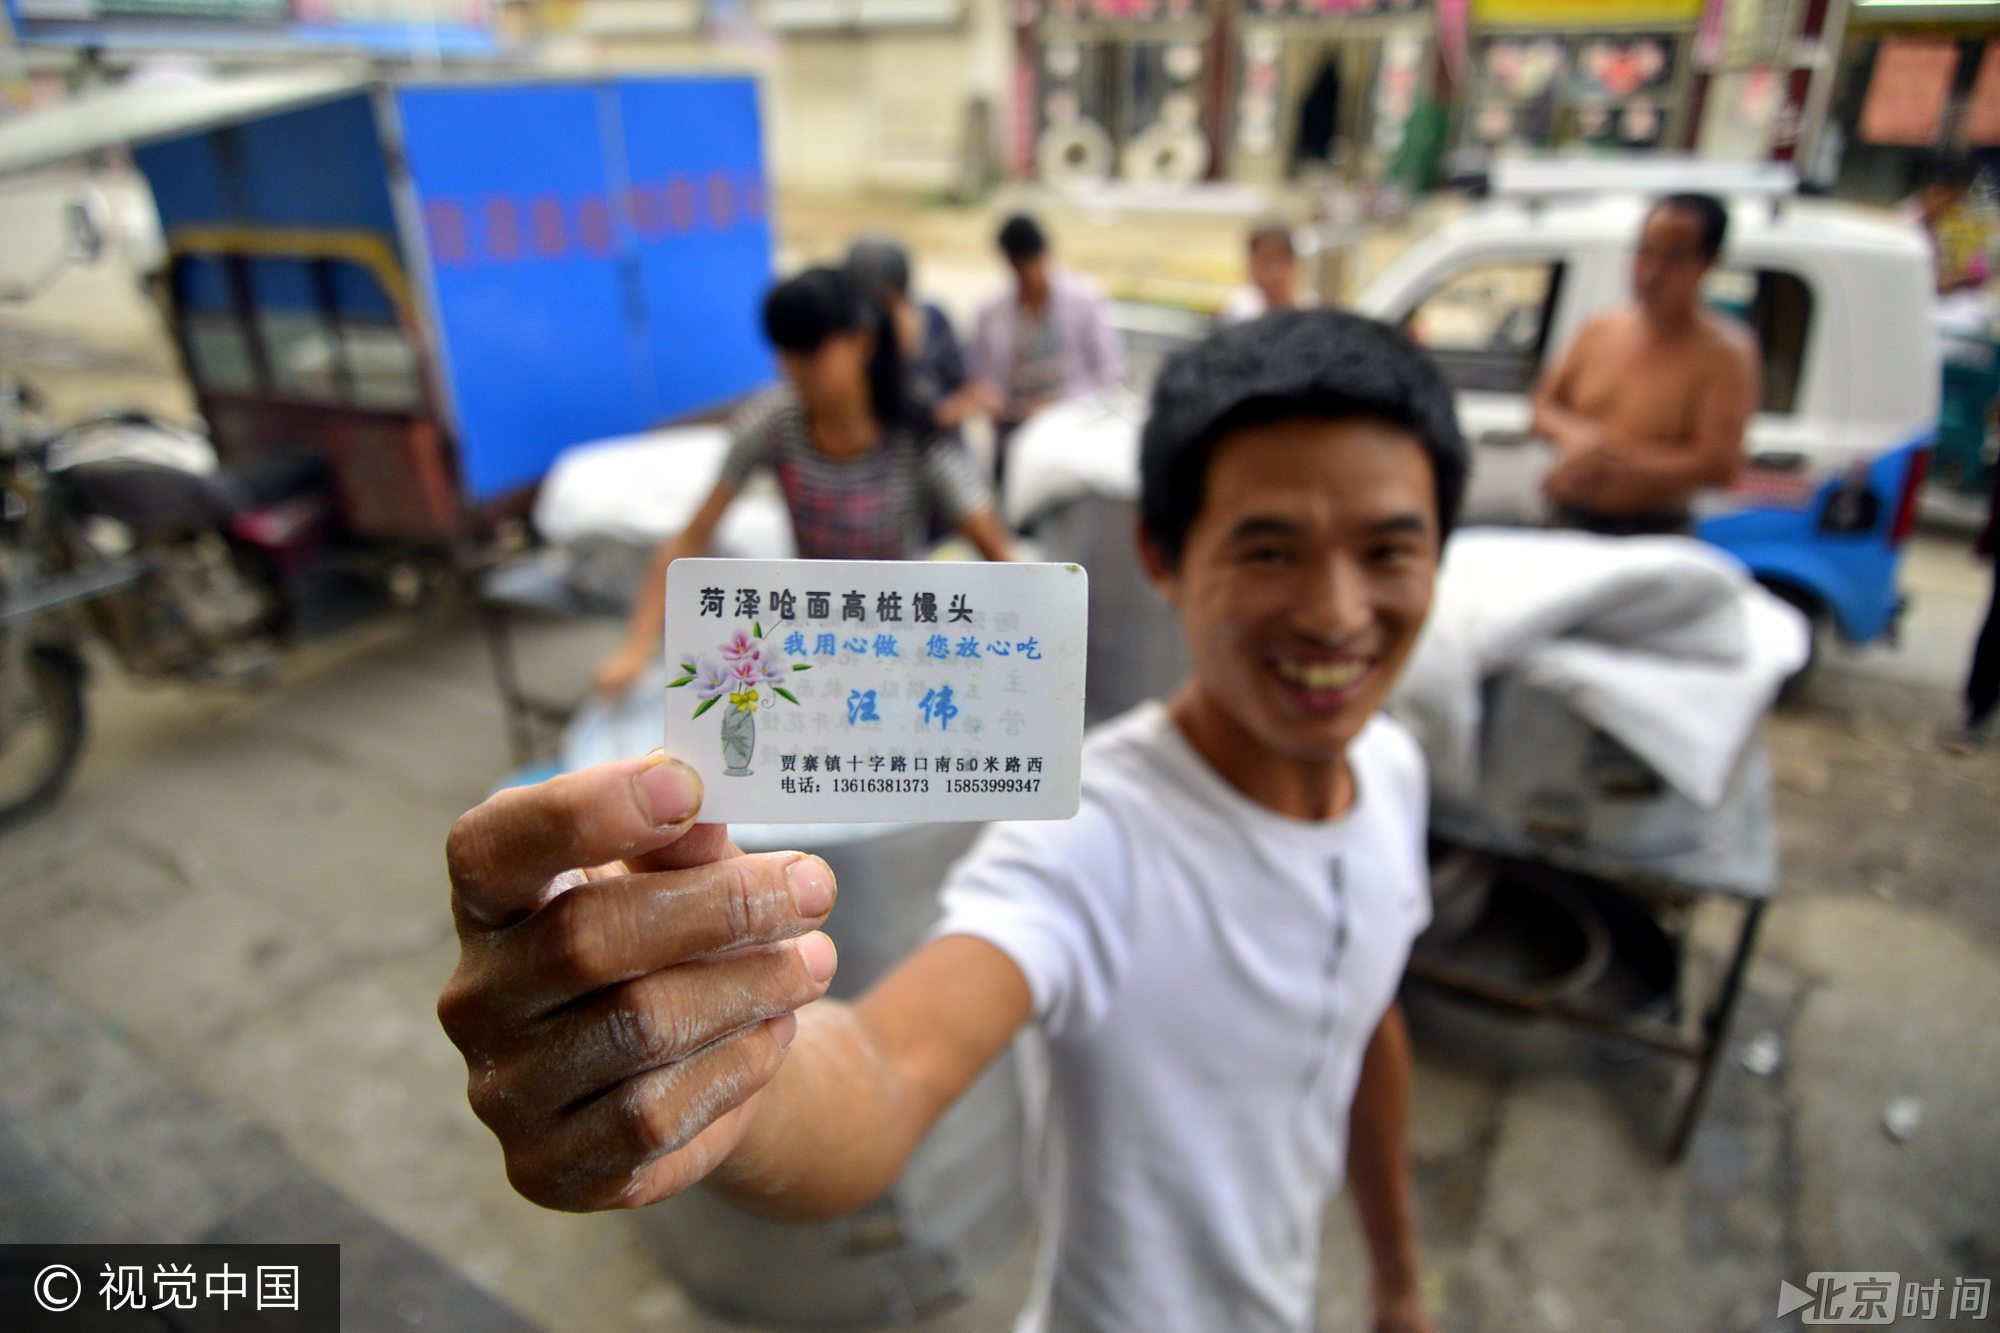 菏泽呛面高桩馒头
我用心做 您放心吃
汪 伟
贾寨镇十字路口南50米路西
电话：13616381373 15853999347
© 视觉中国
北京时间